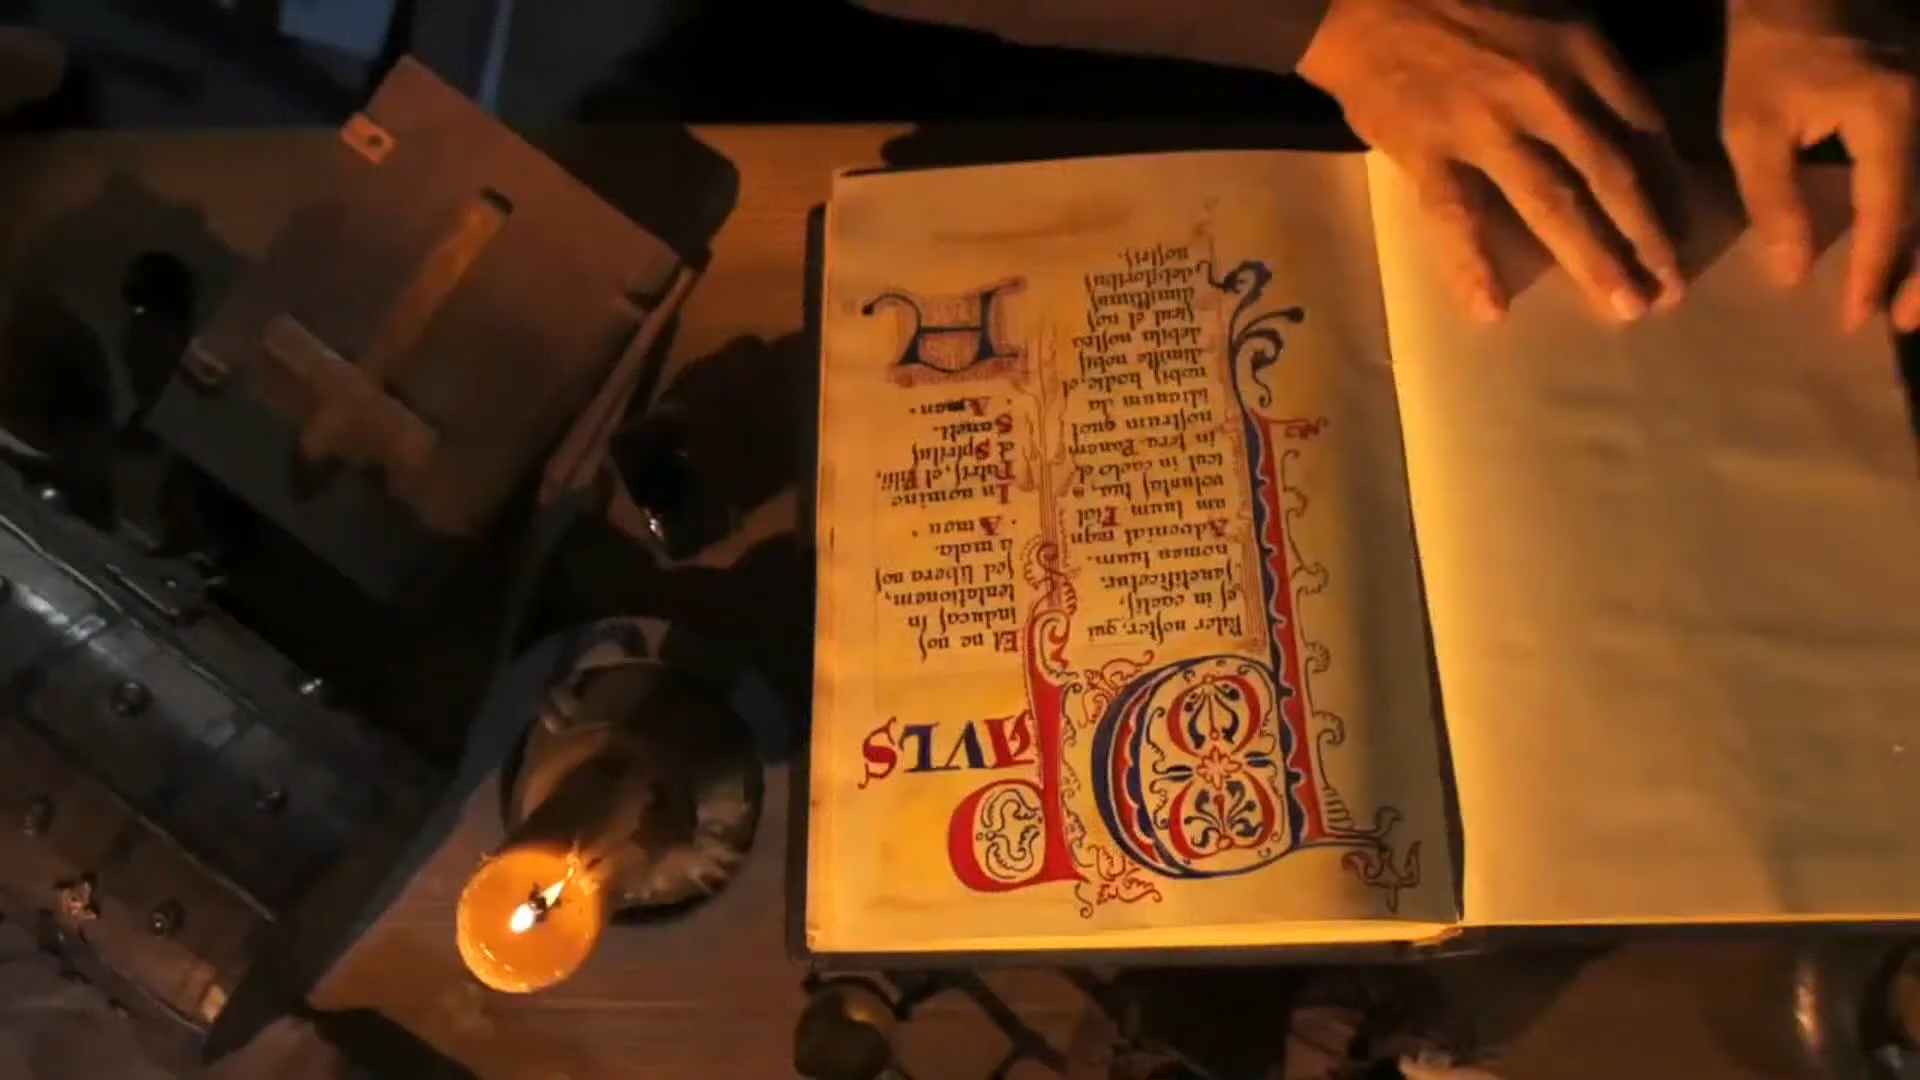 Pater noſter, qui
eſ in caeliſ,
ſanctificetur.
nomen tuum.
Adveniat regn
um tuum Fiat
voluntaſ tua, s
icut in caelo et
in tera. Panem
noſtrum quot
idianum da
nobiſ hodie, et
dimitte nobiſ
debita noſtra
ſicut et noſ
dimittimuſ
debitoribuſ
noſtriſ.
PAVLS
Et ne noſ
inducaſ in
tentationem,
ſed libera noſ
a malo.
· Amen ·
In nomine
Patriſ, et Filii,
et Spirituſ
Sancti.
· Amen ·